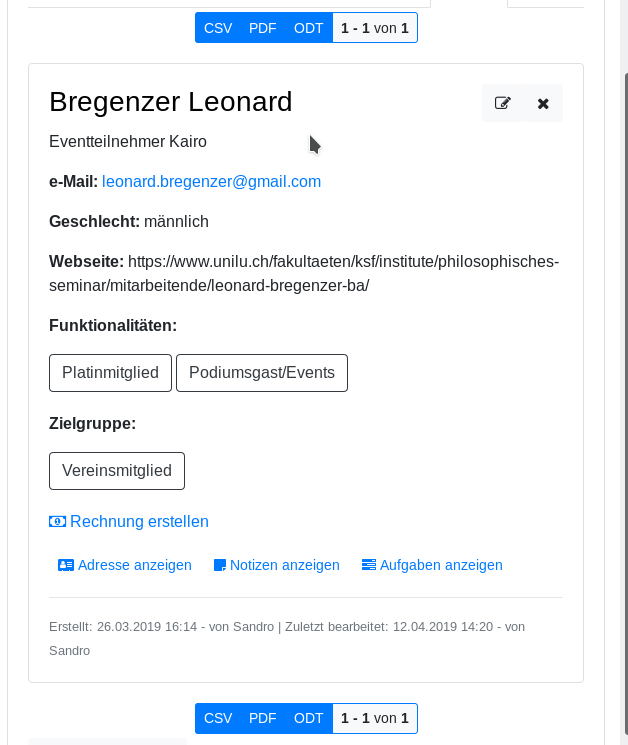 CSV PDF ODT 1 - 1 von 1
Bregenzer Leonard
Eventteilnehmer Kairo
e-Mail: leonard.bregenzer@gmail.com
Geschlecht: männlich
Webseite: https://www.unilu.ch/fakultaeten/ksf/institute/philosophisches-
seminar/mitarbeitende/leonard-bregenzer-ba/
Funktionalitäten:
Platinmitglied Podiumsgast/Events
Zielgruppe:
Vereinsmitglied
Rechnung erstellen
Adresse anzeigen Notizen anzeigen Aufgaben anzeigen
Erstellt: 26.03.2019 16:14 - von Sandro | Zuletzt bearbeitet: 12.04.2019 14:20 - von
Sandro
CSV PDF ODT 1 - 1 von 1